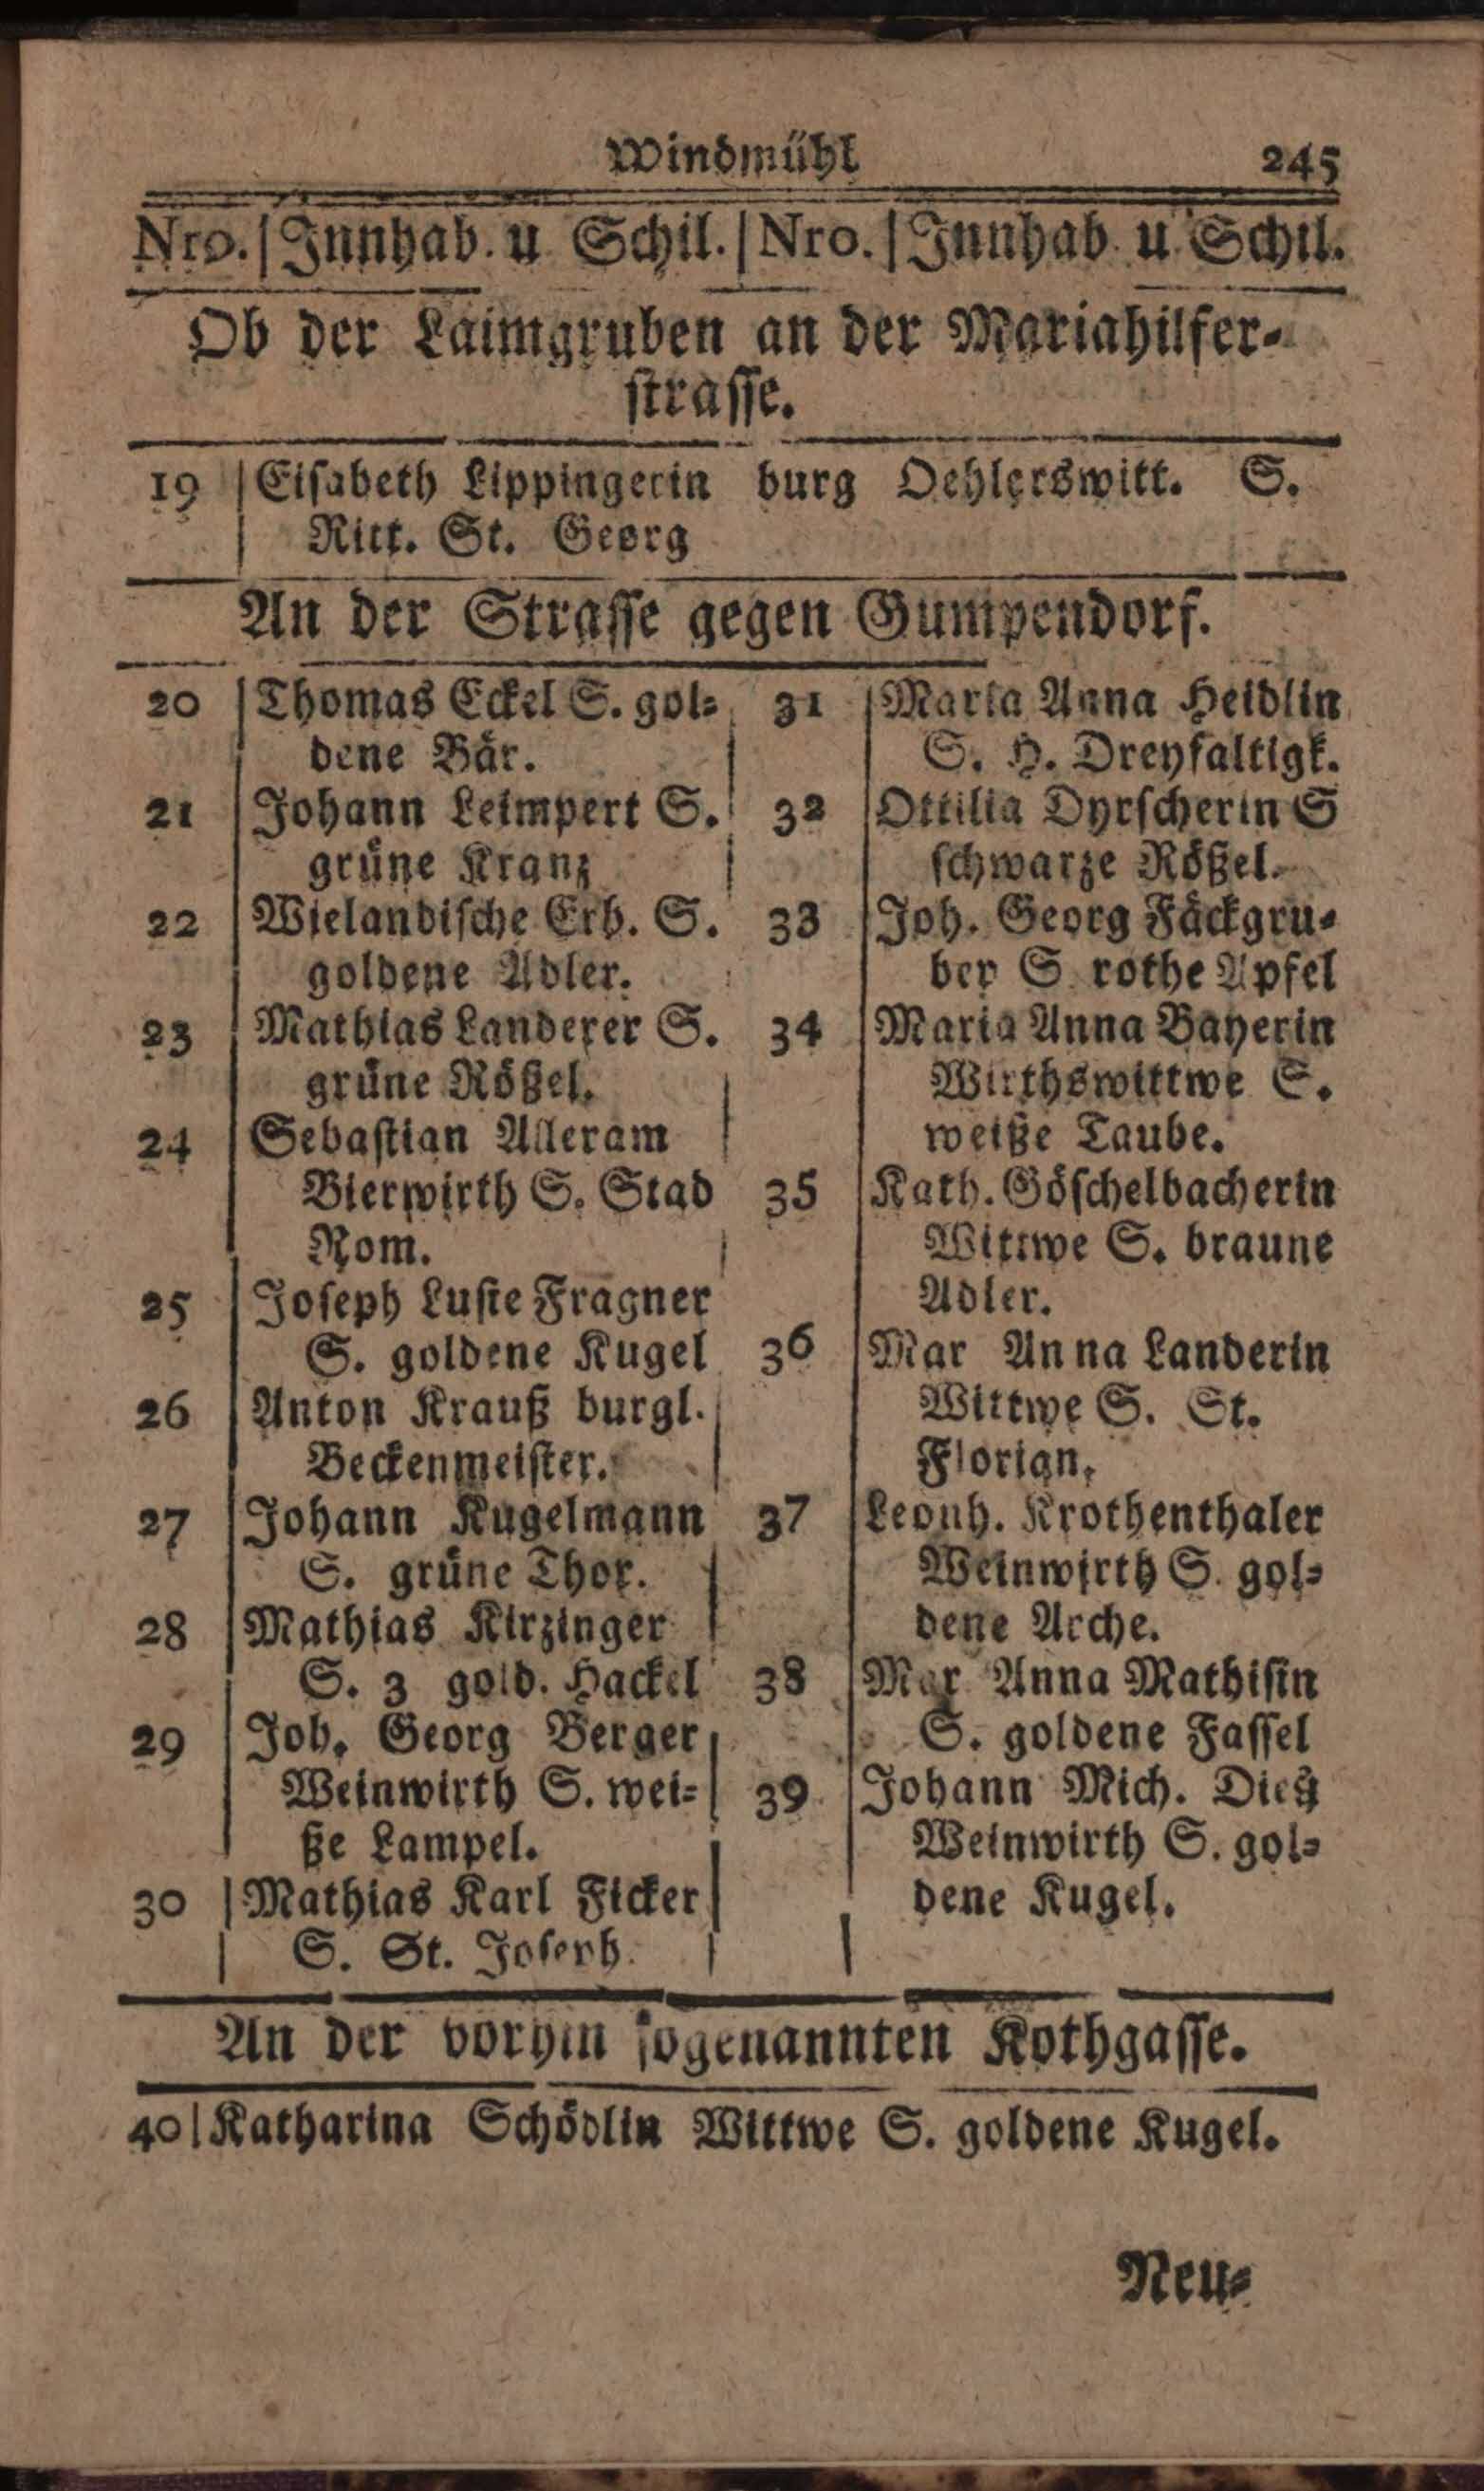 Windmühl 245
Nro. | Innhab. u Schil. | Nro. | Innhab. u. Schil.
Ob der Laimgruben an der Mariahilfer-
strasse.
19 Elsabeth Lippingerin burg Oehlerswitt. S.
Ritt. St. Georg
An der Strasse gegen Gumpendorf.
20 Thomas Eckel S. gol-
dene Bär.
21 Johann Leimpert S.
grüne Kranz
22 Wielandische Erb. S.
goldene Adler.
23 Mathias Landerer S.
grüne Rößel.
24 Sebastian Alleram
Bierwirth S. Stad
Rom.
25 Joseph Luste Fragner
S. goldene Kugel
26 Anton Krauß burgl.
Beckenmeister.
27 Johann Kugelmann
S. grüne Thor.
28 Mathias Kirzinger
S. 3 gold. Hackel
29 Joh. Georg Berger
Weinwirth S. wei-
ße Lampel.
30 Mathias Karl Ficker
S. St. Joseph.
31 Maria Anna Heidlin
S. H. Dreyfaltigk.
32 Ottilia Dyrscherin S
schwarze Rößel.
33 Joh. Georg Fäckgru-
ber S. rothe Apfel
34 Maria Anna Bayerin
Wirthswittwe S.
weiße Taube.
35 Kath. Göschelbacherin
Wittwe S. braune
Adler.
36 Mar Anna Landerin
Wittwe S. St.
Florian.
37 Leonh. Krothenthaler
Weinwirth S. gol-
dene Arche.
38 Mar Anna Mathisin
S. goldene Fassel
39 Johann Mich. 
Weinwirth S. gol-
dene Kugel.
An der vorhin sogenannten Kothgasse.
40 | Katharina Schödlin Wittwe S. goldene Kugel.
Neu-